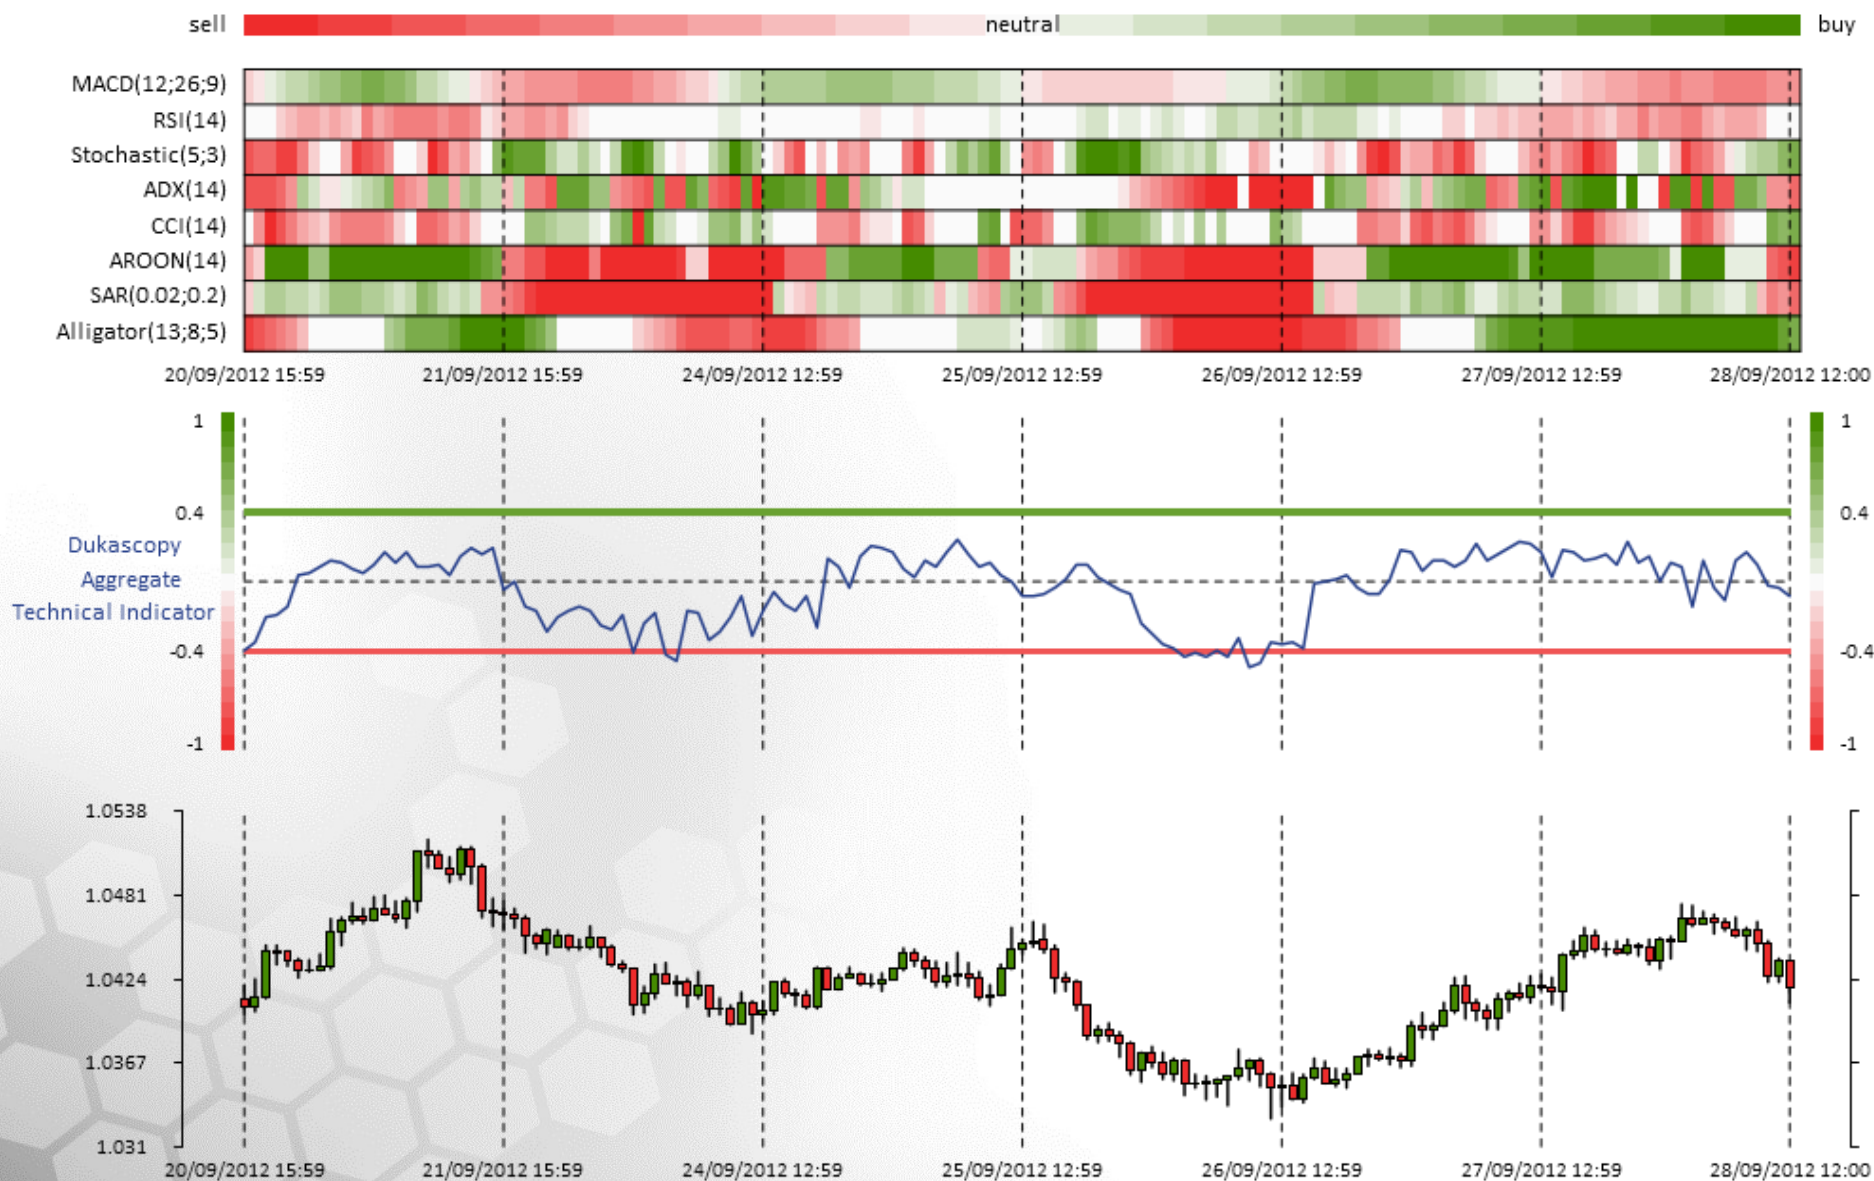 sell neutral buy
MACD(12;26;9)
RSI(14)
Stochastic(5;3)
ADX(14)
CCI(14)
AROON(14)
SAR(0.02;0.2)
Alligator(13;8;5)
20/09/2012 15:59 21/09/2012 15:59 24/09/2012 12:59 25/09/2012 12:59 26/09/2012 12:59 27/09/2012 12:59 28/09/2012 12:00
1 1
0.4 0.4
Dukascopy
Aggregate
Technical Indicator
-0.4 -0.4
-1 -1
1.0538
1.0481
1.0424
1.0367
1.031
20/09/2012 15:59 21/09/2012 15:59 24/09/2012 12:59 25/09/2012 12:59 26/09/2012 12:59 27/09/2012 12:59 28/09/2012 12:00